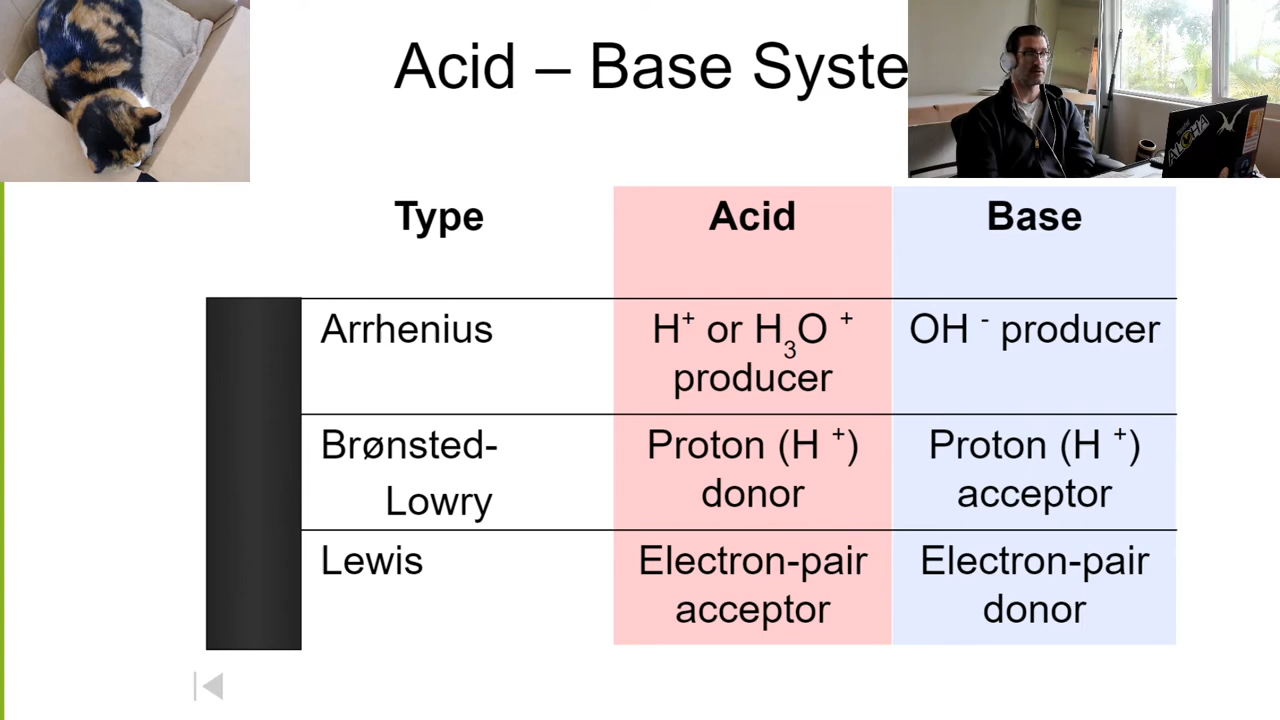 Acid – Base Syste
ALOHA
Type Acid Base
Arrhenius H⁺ or H₃O ⁺ OH ⁻ producer
producer
Brønsted- Proton (H ⁺) Proton (H ⁺)
Lowry donor acceptor
Lewis Electron-pair Electron-pair
acceptor donor